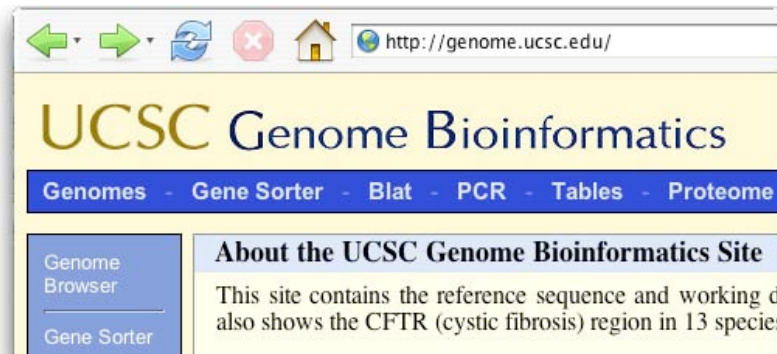 http://genome.ucsc.edu/
UCSC Genome Bioinformatics
Genomes - Gene Sorter - Blat - PCR - Tables - Proteome
Genome
Browser
Gene Sorter
About the UCSC Genome Bioinformatics Site
This site contains the reference sequence and working
also shows the CFTR (cystic fibrosis) region in 13 species